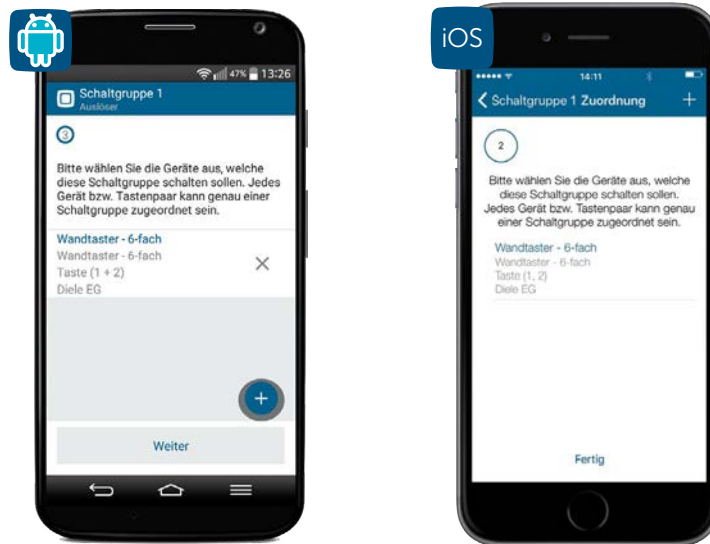 47% 13:26
Schaltgruppe 1
Auslöser
3
Bitte wählen Sie die Geräte aus, welche
diese Schaltgruppe schalten sollen. Jedes
Gerät bzw. Tastenpaar kann genau einer
Schaltgruppe zugeordnet sein.
Wandtaster - 6-fach
Wandtaster - 6-fach
Taste (1 + 2)
Diele EG
+
Weiter
iOS
14:11
Schaltgruppe 1 Zuordnung +
2
Bitte wählen Sie die Geräte aus, welche
diese Schaltgruppe schalten sollen.
Jedes Gerät bzw. Tastenpaar kann genau
einer Schaltgruppe zugeordnet sein.
Wandtaster - 6-fach
Wandtaster - 6-fach
Taste (1, 2)
Diele EG
Fertig